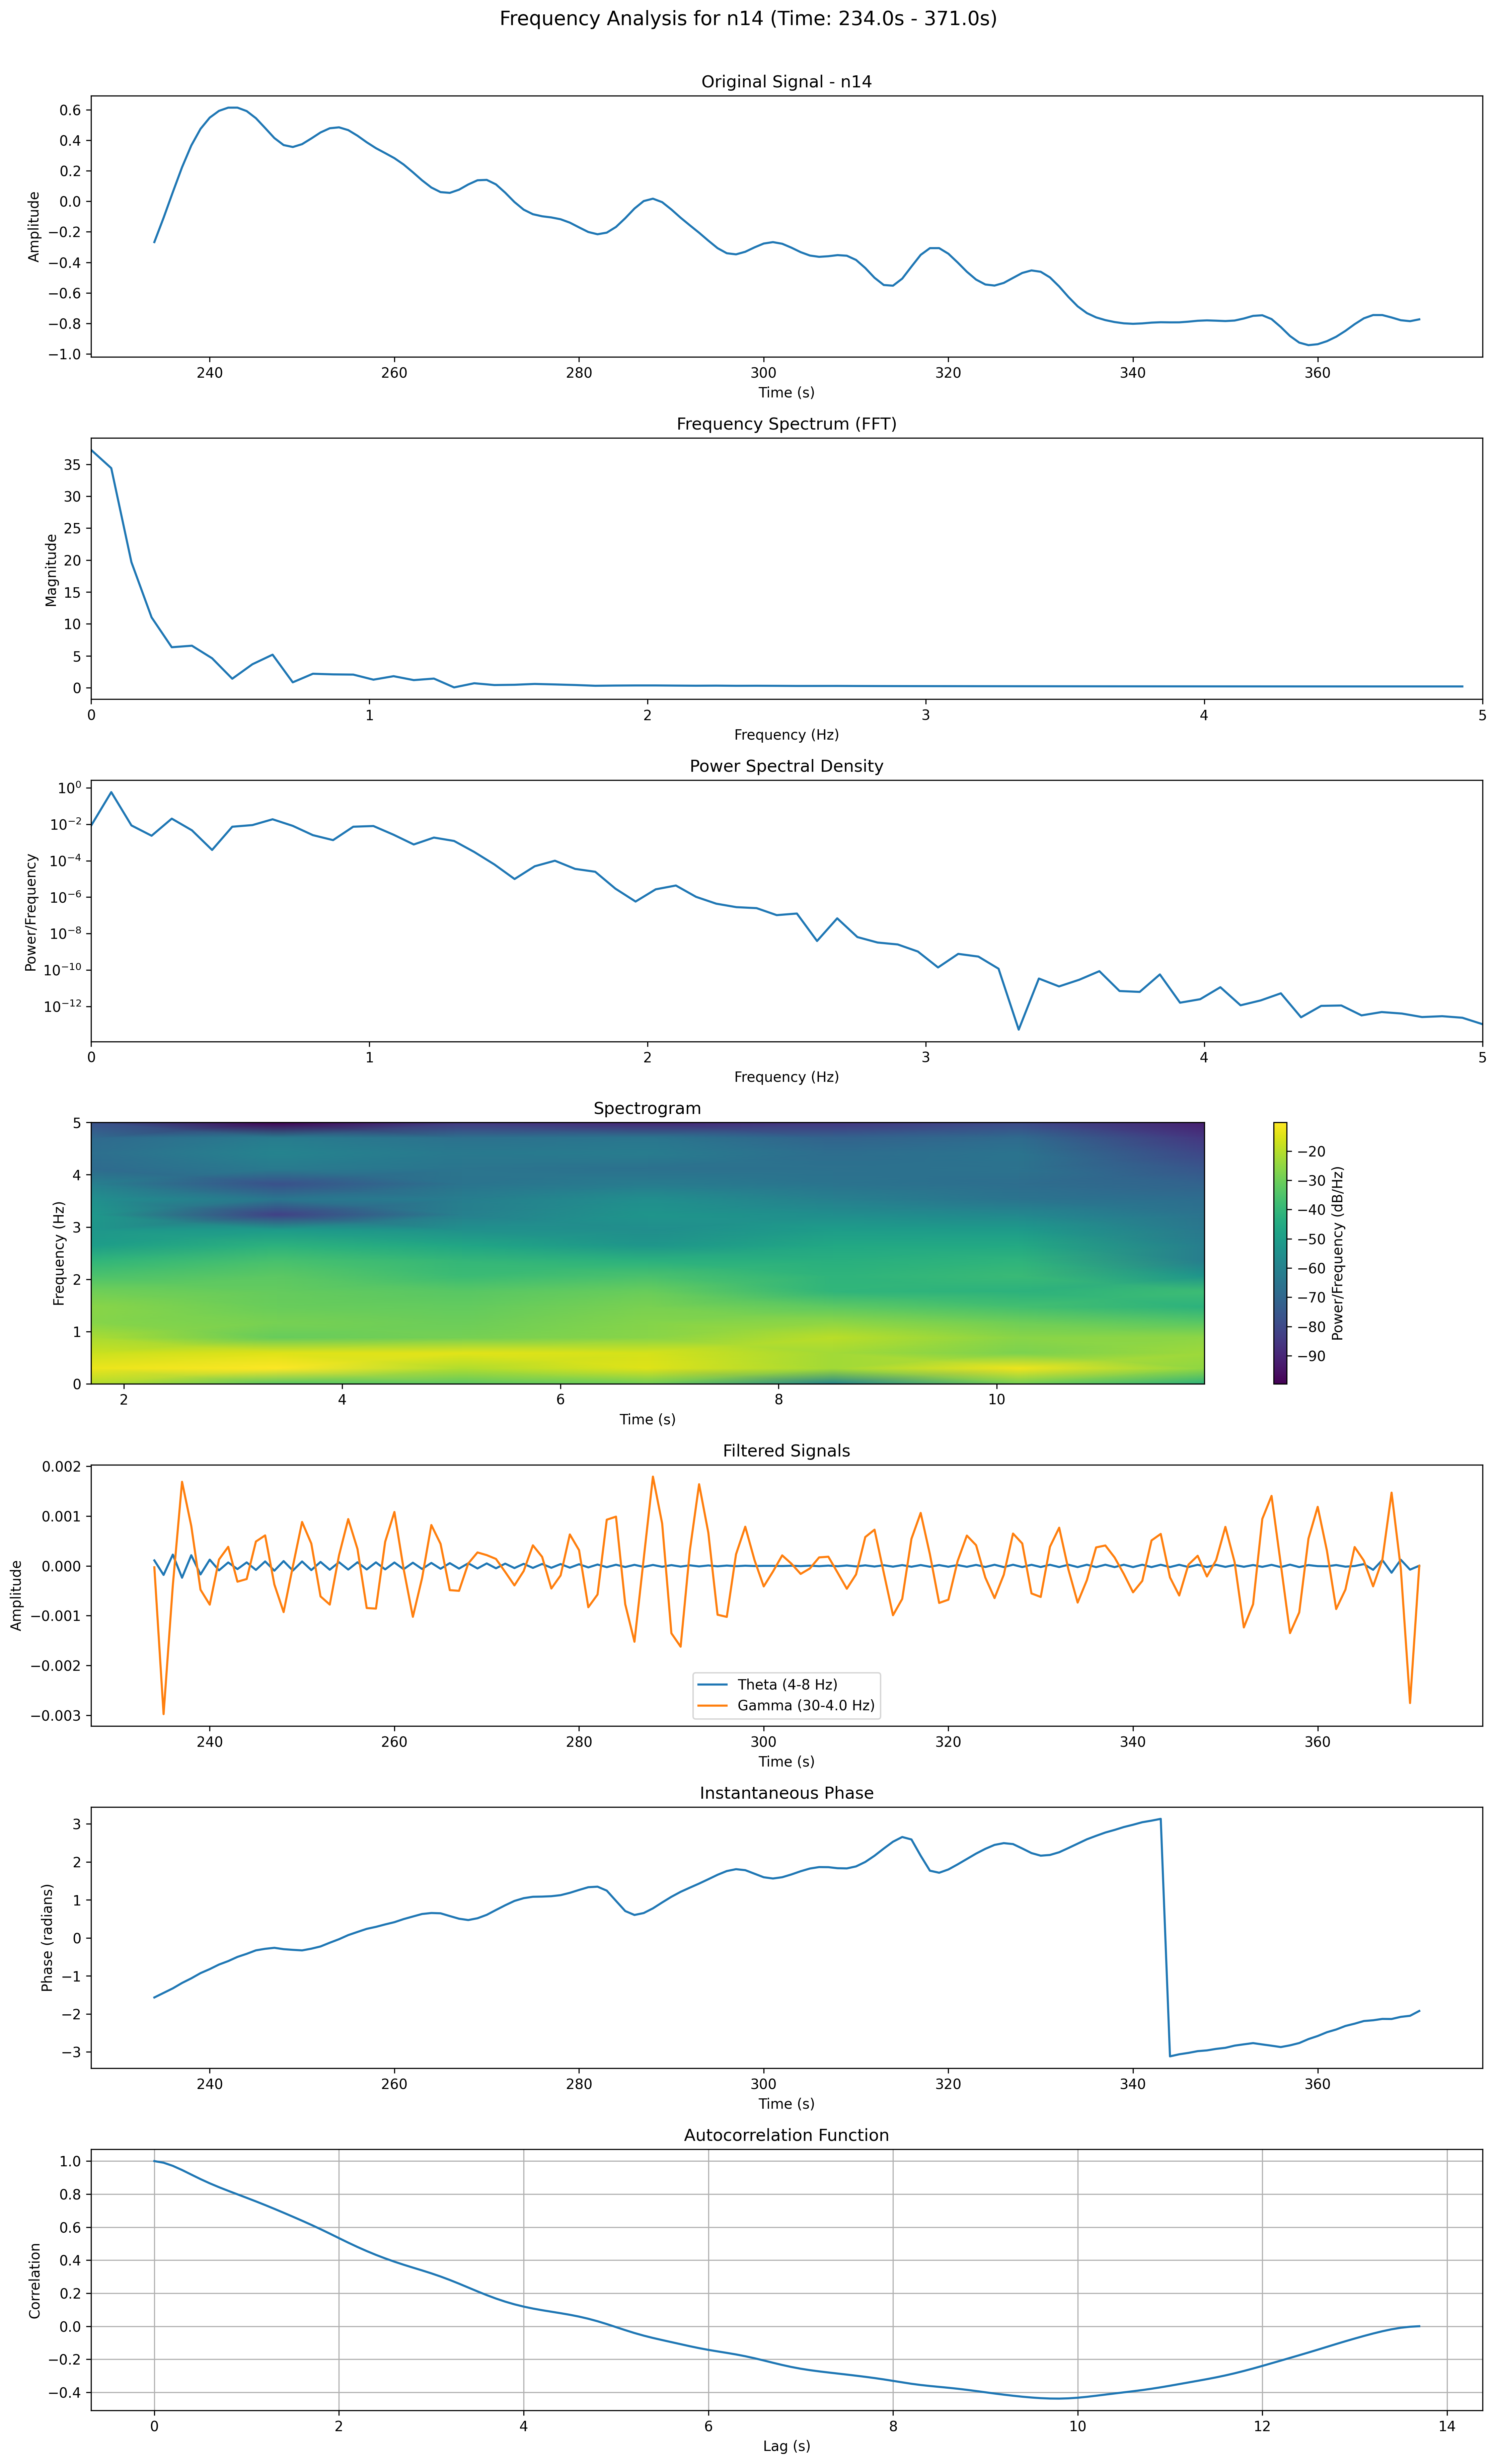 Frequency Analysis for n14 (Time: 234.0s - 371.0s)
Original Signal - n14
Amplitude
0.6
0.4
0.2
0.0
−0.2
−0.4
−0.6
−0.8
−1.0
240 260 280 300 320 340 360
Time (s)
Frequency Spectrum (FFT)
Magnitude
35
30
25
20
15
10
5
0
0 1 2 3 4 5
Frequency (Hz)
Power Spectral Density
Power/Frequency
10⁰
10⁻²
10⁻⁴
10⁻⁶
10⁻⁸
10⁻¹⁰
10⁻¹²
0 1 2 3 4 5
Frequency (Hz)
Spectrogram
Frequency (Hz)
5
4
3
2
1
0
2 4 6 8 10
Time (s)
−20
−30
−40
−50
−60
−70
−80
−90
Power/Frequency (dB/Hz)
Filtered Signals
Amplitude
0.002
0.001
0.000
−0.001
−0.002
−0.003
Theta (4-8 Hz)
Gamma (30-4.0 Hz)
240 260 280 300 320 340 360
Time (s)
Instantaneous Phase
Phase (radians)
3
2
1
0
−1
−2
−3
240 260 280 300 320 340 360
Time (s)
Autocorrelation Function
Correlation
1.0
0.8
0.6
0.4
0.2
0.0
−0.2
−0.4
0 2 4 6 8 10 12 14
Lag (s)